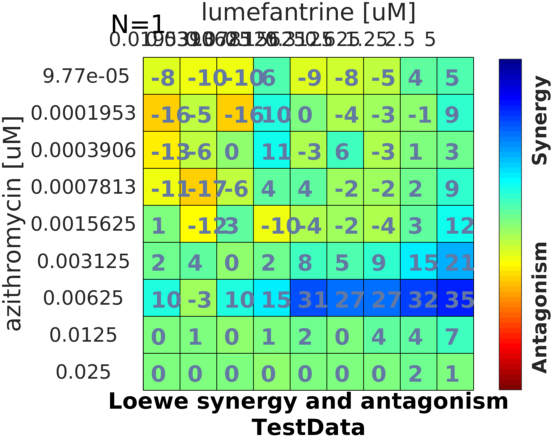 lumefantrine [uM]
N=1
2.5 5
9.77e-05 -8 -10 -10 6 -9 -8 -5 4 5
0.0001953 -16 -5 -16 10 0 -4 -3 -1 9
0.0003906 -13 -6 0 11 -3 6 -3 1 3
0.0007813 -11 -17 -6 4 4 -2 -2 2 9
0.0015625 1 -12 3 -10 -4 -2 -4 3 12
0.003125 2 4 0 2 8 5 9 15 21
0.00625 10 -3 10 15 31 27 27 32 35
0.0125 0 1 0 1 2 0 4 4 7
0.025 0 0 0 0 0 0 0 2 1
azithromycin [uM]
Synergy
Antagonism
Loewe synergy and antagonism
TestData